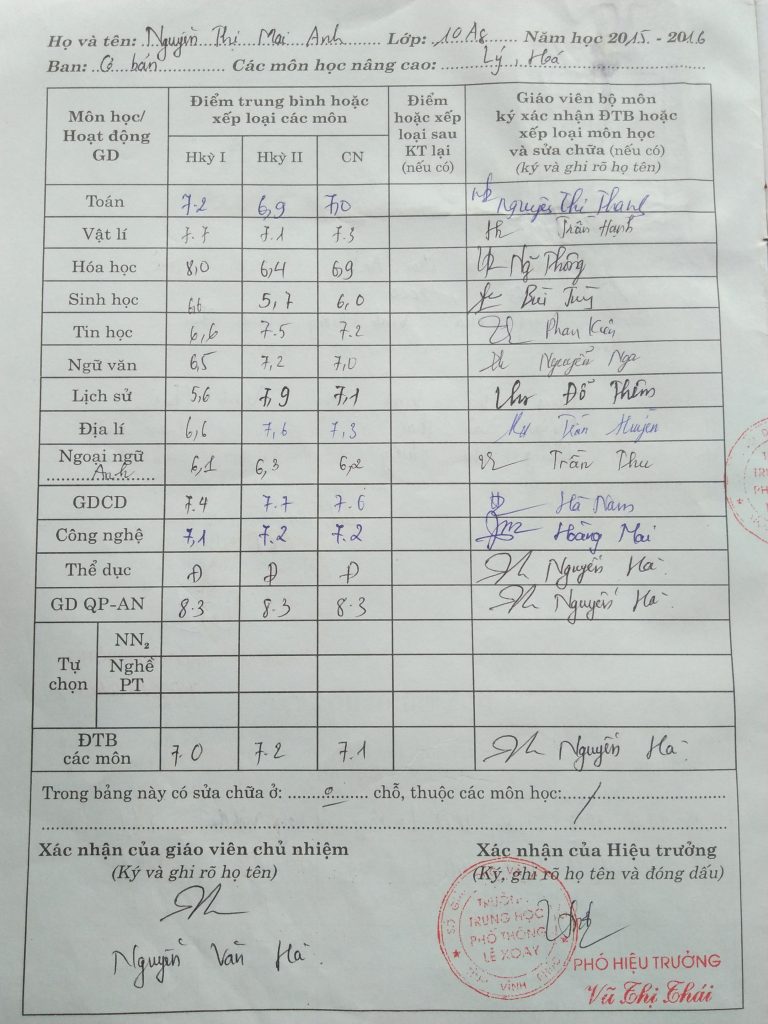 Họ và tên: Nguyễn Thị Mai Anh Lớp: 10A8 Năm học 2015 - 2016
Ban: Cơ bản Các môn học nâng cao: Lý, Hoá
Môn học/ Hoạt động GD
Điểm trung bình hoặc xếp loại các môn
Hkỳ I Hkỳ II CN
Điểm hoặc xếp loại sau KT lại (nếu có)
Giáo viên bộ môn ký xác nhận ĐTB hoặc xếp loại môn học và sửa chữa (nếu có) (ký và ghi rõ họ tên)
Toán 7.2 6,9 7,0 Nguyễn Thị Thanh
Vật lí 7.7 7.1 7.3 Trần Hạnh
Hóa học 8,0 6,4 6,9 Ng Thông
Sinh học 6,6 5,7 6,0 Bùi
Tin học 6,6 7.5 7.2 Phan Kiên
Ngữ văn 6,5 7,2 7,0 Nguyễn Nga
Lịch sử 5,6 7,9 7,1 Đỗ Thêm
Địa lí 6,6 7,6 7,3 Trần Huyền
Ngoại ngữ Anh 6,1 6,3 6,2 Trần Thu
GDCD 7.4 7.7 7.6 Hà Nam
Công nghệ 7,1 7.2 7.2 Hoàng Mai
Thể dục Đ Đ Đ Nguyễn Hà
GD QP-AN 8.3 8.3 8.3 Nguyễn Hà
Tự chọn
NN₂
Nghề PT
ĐTB các môn 7.0 7.2 7.1 Nguyễn Hà
Trong bảng này có sửa chữa ở: 0 chỗ, thuộc các môn học: /
Xác nhận của giáo viên chủ nhiệm Xác nhận của Hiệu trưởng
(Ký và ghi rõ họ tên) (Ký, ghi rõ họ tên và đóng dấu)
TRƯỜNG
TRUNG HỌC
PHỔ THÔNG
LÊ XOAY
VĨNH PHÚC
Nguyễn Văn Hà
PHÓ HIỆU TRƯỞNG
Vũ Thị Thái